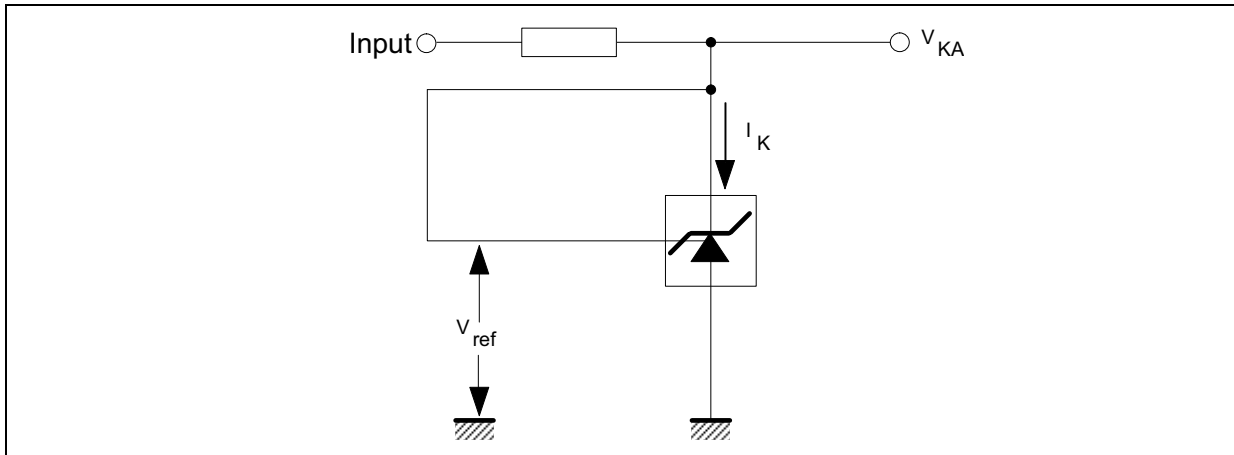 Input
V KA
I K
V ref